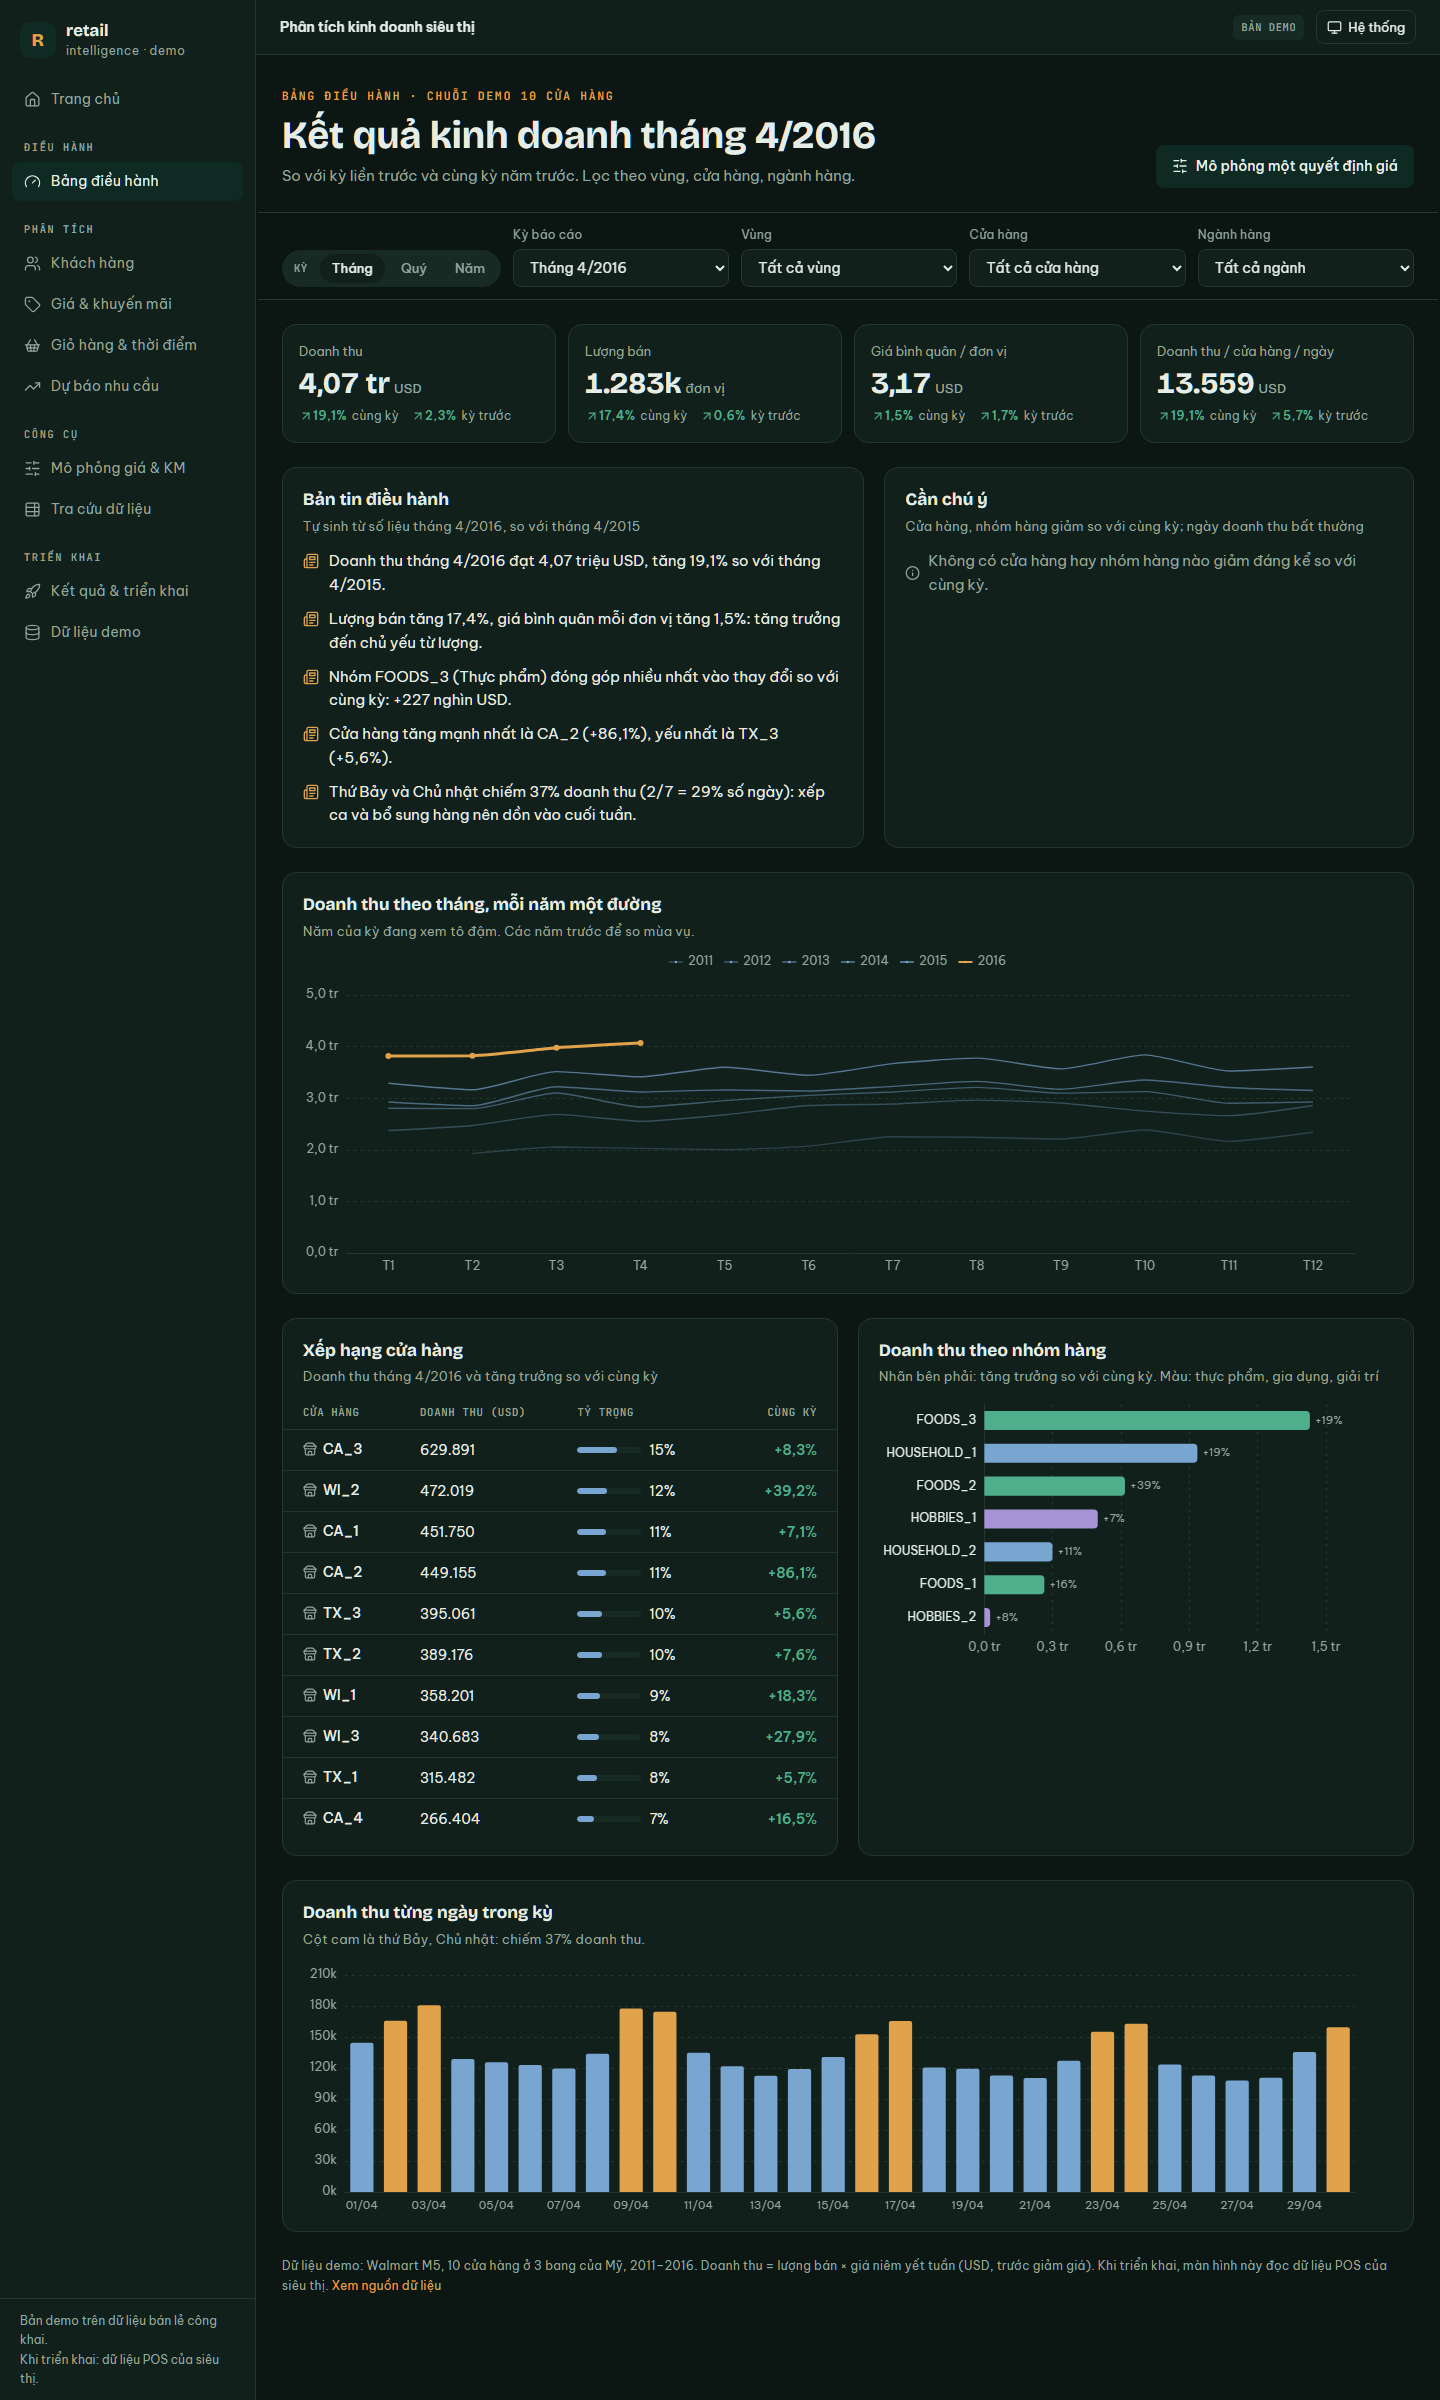 R
retail
intelligence · demo
Trang chủ
ĐIỀU HÀNH
Bảng điều hành
PHÂN TÍCH
Khách hàng
Giá & khuyến mãi
Giỏ hàng & thời điểm
Dự báo nhu cầu
CÔNG CỤ
Mô phỏng giá & KM
Tra cứu dữ liệu
TRIỂN KHAI
Kết quả & triển khai
Dữ liệu demo
Bản demo trên dữ liệu bán lẻ công
khai.
Khi triển khai: dữ liệu POS của siêu
thị.
Phân tích kinh doanh siêu thị
BẢN DEMO
Hệ thống
BẢNG ĐIỀU HÀNH · CHUỖI DEMO 10 CỬA HÀNG
Kết quả kinh doanh tháng 4/2016
So với kỳ liền trước và cùng kỳ năm trước. Lọc theo vùng, cửa hàng, ngành hàng.
Mô phỏng một quyết định giá
KỲ Tháng Quý Năm
Kỳ báo cáo
Tháng 4/2016
Vùng
Tất cả vùng
Cửa hàng
Tất cả cửa hàng
Ngành hàng
Tất cả ngành
Doanh thu
4,07 tr USD
19,1% cùng kỳ 2,3% kỳ trước
Lượng bán
1.283k đơn vị
17,4% cùng kỳ 0,6% kỳ trước
Giá bình quân / đơn vị
3,17 USD
1,5% cùng kỳ 1,7% kỳ trước
Doanh thu / cửa hàng / ngày
13.559 USD
19,1% cùng kỳ 5,7% kỳ trước
Bản tin điều hành
Tự sinh từ số liệu tháng 4/2016, so với tháng 4/2015
Doanh thu tháng 4/2016 đạt 4,07 triệu USD, tăng 19,1% so với tháng
4/2015.
Lượng bán tăng 17,4%, giá bình quân mỗi đơn vị tăng 1,5%: tăng trưởng
đến chủ yếu từ lượng.
Nhóm FOODS_3 (Thực phẩm) đóng góp nhiều nhất vào thay đổi so với
cùng kỳ: +227 nghìn USD.
Cửa hàng tăng mạnh nhất là CA_2 (+86,1%), yếu nhất là TX_3
(+5,6%).
Thứ Bảy và Chủ nhật chiếm 37% doanh thu (2/7 = 29% số ngày): xếp
ca và bổ sung hàng nên dồn vào cuối tuần.
Cần chú ý
Cửa hàng, nhóm hàng giảm so với cùng kỳ; ngày doanh thu bất thường
Không có cửa hàng hay nhóm hàng nào giảm đáng kể so với
cùng kỳ.
Doanh thu theo tháng, mỗi năm một đường
Năm của kỳ đang xem tô đậm. Các năm trước để so mùa vụ.
2011 2012 2013 2014 2015 2016
5,0 tr
4,0 tr
3,0 tr
2,0 tr
1,0 tr
0,0 tr
T1 T2 T3 T4 T5 T6 T7 T8 T9 T10 T11 T12
Xếp hạng cửa hàng
Doanh thu tháng 4/2016 và tăng trưởng so với cùng kỳ
CỬA HÀNG DOANH THU (USD) TỶ TRỌNG CÙNG KỲ
CA_3 629.891 15% +8,3%
WI_2 472.019 12% +39,2%
CA_1 451.750 11% +7,1%
CA_2 449.155 11% +86,1%
TX_3 395.061 10% +5,6%
TX_2 389.176 10% +7,6%
WI_1 358.201 9% +18,3%
WI_3 340.683 8% +27,9%
TX_1 315.482 8% +5,7%
CA_4 266.404 7% +16,5%
Doanh thu theo nhóm hàng
Nhãn bên phải: tăng trưởng so với cùng kỳ. Màu: thực phẩm, gia dụng, giải trí
FOODS_3 +19%
HOUSEHOLD_1 +19%
FOODS_2 +39%
HOBBIES_1 +7%
HOUSEHOLD_2 +11%
FOODS_1 +16%
HOBBIES_2 +8%
0,0 tr 0,3 tr 0,6 tr 0,9 tr 1,2 tr 1,5 tr
Doanh thu từng ngày trong kỳ
Cột cam là thứ Bảy, Chủ nhật: chiếm 37% doanh thu.
210k
180k
150k
120k
90k
60k
30k
0k
01/04 03/04 05/04 07/04 09/04 11/04 13/04 15/04 17/04 19/04 21/04 23/04 25/04 27/04 29/04
Dữ liệu demo: Walmart M5, 10 cửa hàng ở 3 bang của Mỹ, 2011–2016. Doanh thu = lượng bán × giá niêm yết tuần (USD, trước giảm giá). Khi triển khai, màn hình này đọc dữ liệu POS của
siêu thị. Xem nguồn dữ liệu